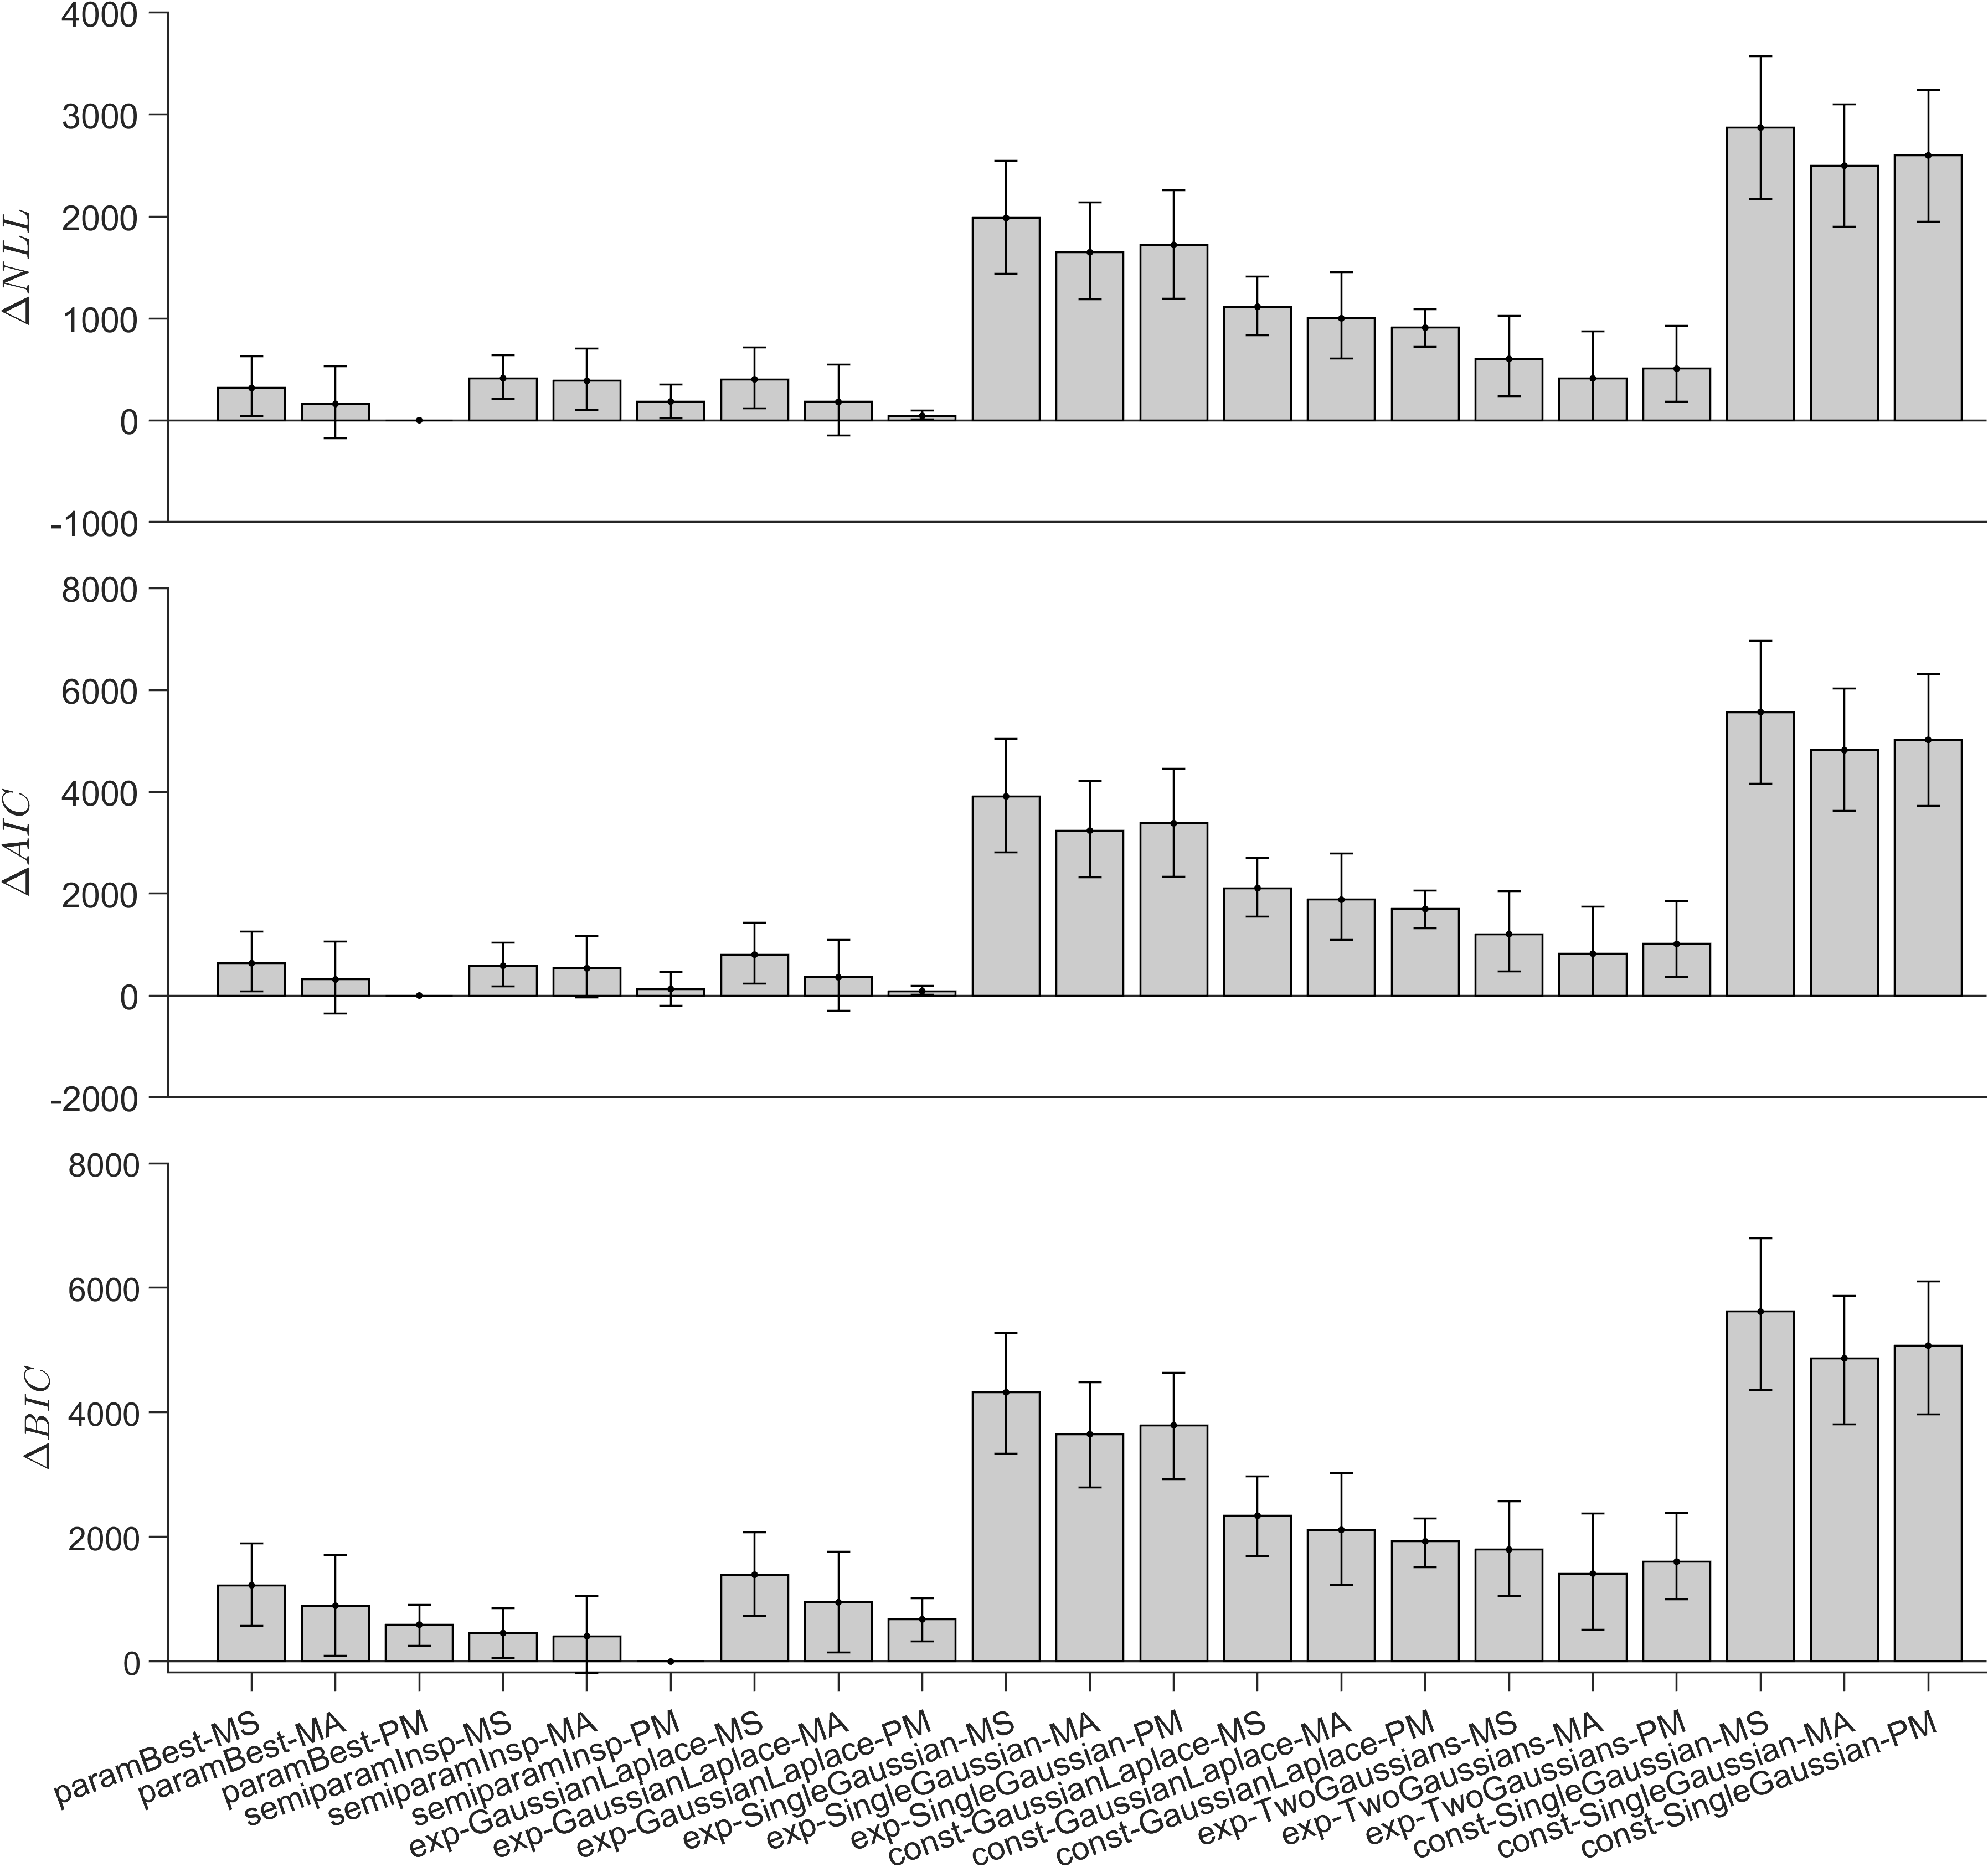 4000
3000
2000
1000
0
-1000
ΔNLL
8000
6000
4000
2000
0
-2000
ΔAIC
8000
6000
4000
2000
0
ΔBIC
paramBest-MS
paramBest-MA
paramBest-PM
semiparamInsp-MS
semiparamInsp-MA
semiparamInsp-PM
exp-GaussianLaplace-MS
exp-GaussianLaplace-MA
exp-GaussianLaplace-PM
exp-SingleGaussian-MS
exp-SingleGaussian-MA
exp-SingleGaussian-PM
const-GaussianLaplace-MS
const-GaussianLaplace-MA
const-GaussianLaplace-PM
exp-TwoGaussians-MS
exp-TwoGaussians-MA
exp-TwoGaussians-PM
const-SingleGaussian-MS
const-SingleGaussian-MA
const-SingleGaussian-PM